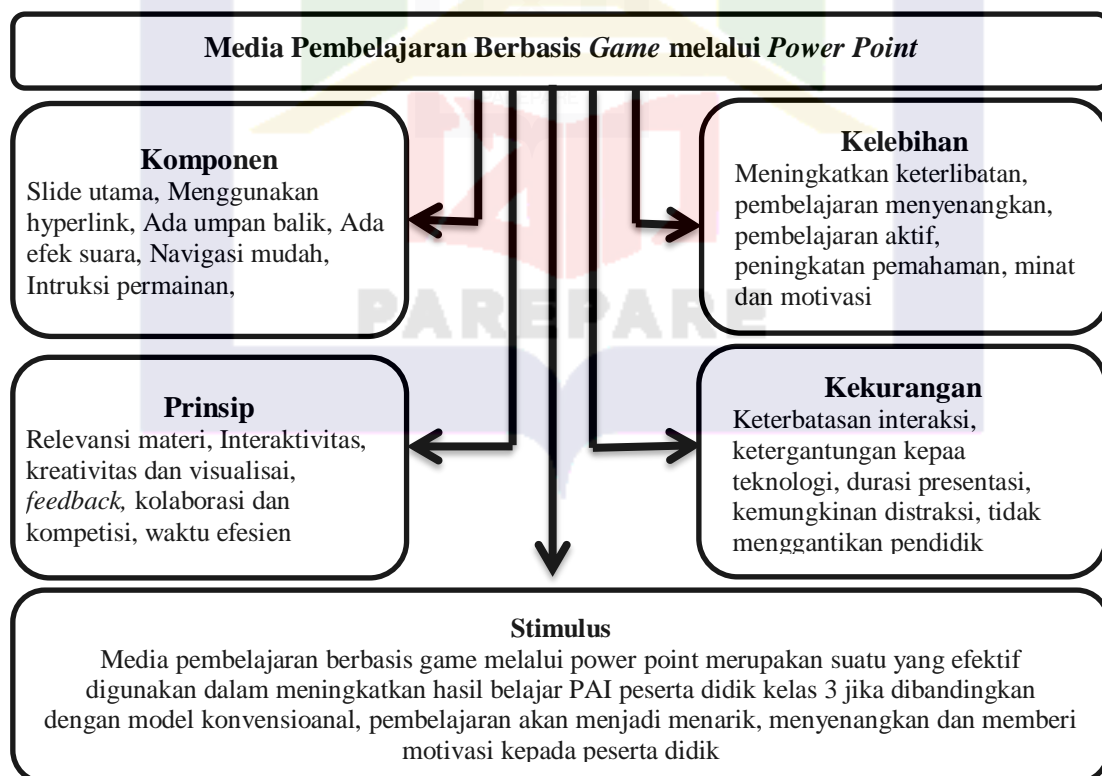 Media Pembelajaran Berbasis Game melalui Power Point
Komponen
Slide utama, Menggunakan
hyperlink, Ada umpan balik, Ada
efek suara, Navigasi mudah,
Intruksi permainan,
Kelebihan
Meningkatkan keterlibatan,
pembelajaran menyenangkan,
pembelajaran aktif,
peningkatan pemahaman, minat
dan motivasi
PAREPARE
Prinsip
Relevansi materi, Interaktivitas,
kreativitas dan visualisai,
feedback, kolaborasi dan
kompetisi, waktu efesien
Kekurangan
Keterbatasan interaksi,
ketergantungan kepaa
teknologi, durasi presentasi,
kemungkinan distraksi, tidak
menggantikan pendidik
Stimulus
Media pembelajaran berbasis game melalui power point merupakan suatu yang efektif
digunakan dalam meningkatkan hasil belajar PAI peserta didik kelas 3 jika dibandingkan
dengan model konvensioanal, pembelajaran akan menjadi menarik, menyenangkan dan memberi
motivasi kepada peserta didik